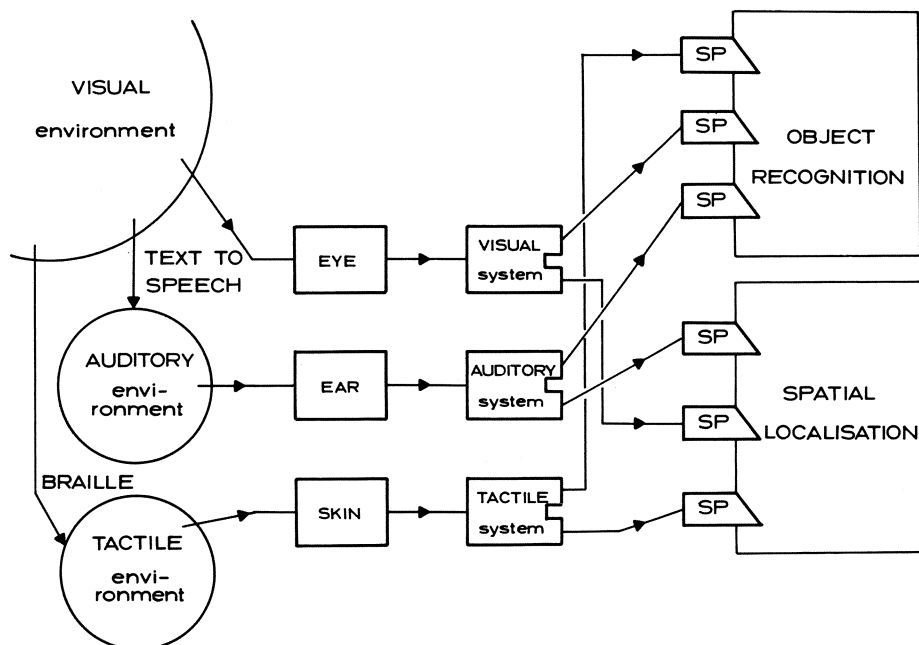 VISUAL
environment
TEXT TO
SPEECH
AUDITORY
envi-
ronment
BRAILLE
TACTILE
envi-
ronment
EYE
EAR
SKIN
VISUAL
system
AUDITORY
system
TACTILE
system
SP
SP
SP
OBJECT
RECOGNITION
SP
SP
SP
SPATIAL
LOCALISATION